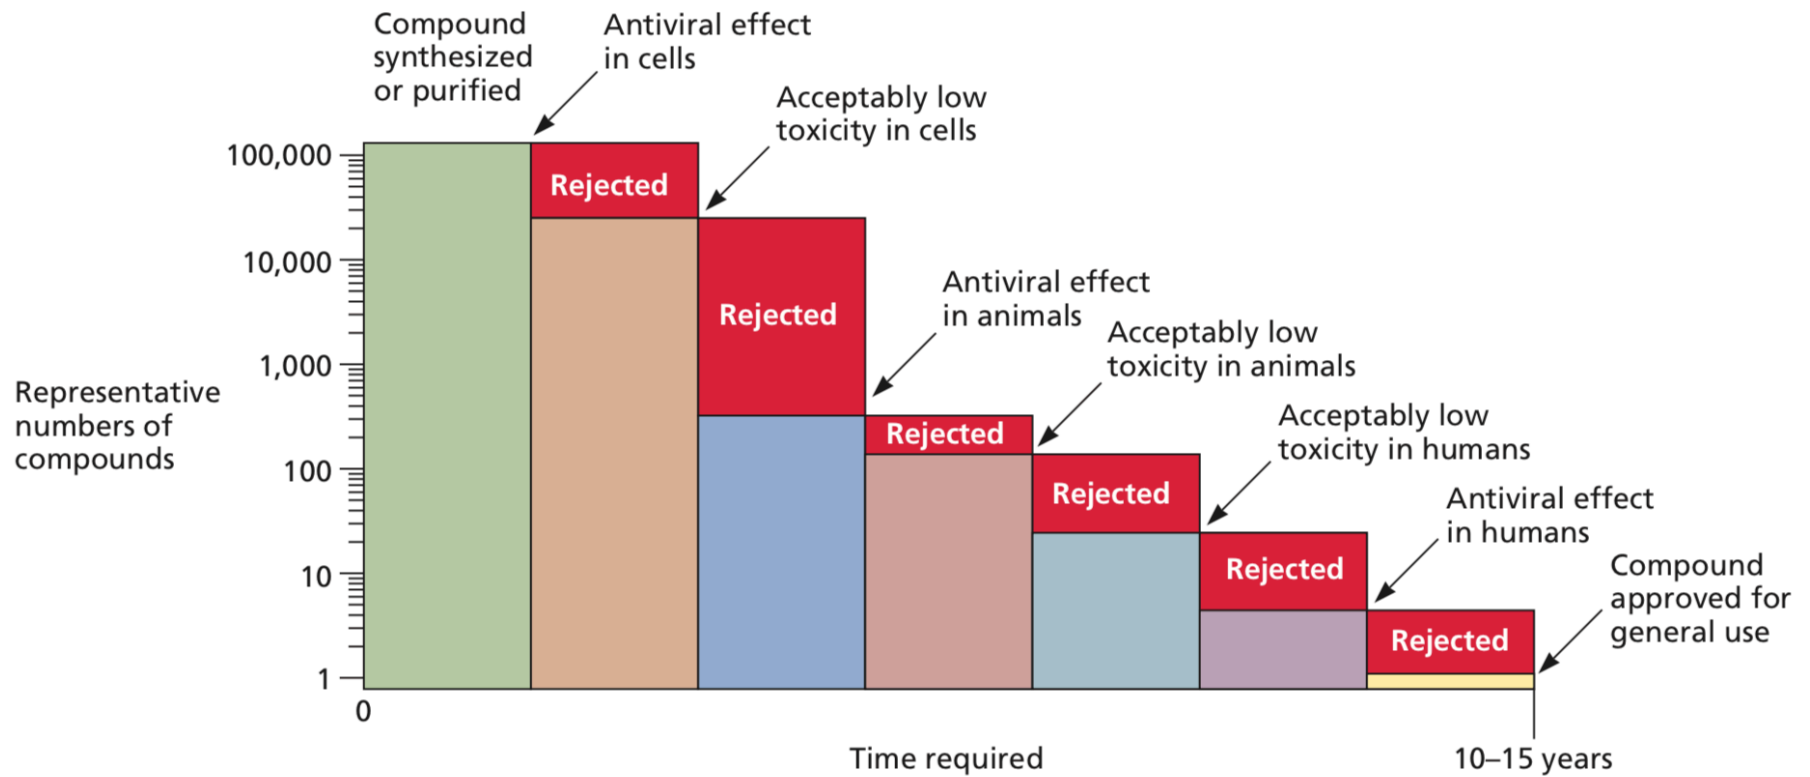 Compound
synthesized
or purified
Antiviral effect
in cells
Acceptably low
toxicity in cells
Antiviral effect
in animals
Acceptably low
toxicity in animals
Acceptably low
toxicity in humans
Antiviral effect
in humans
Compound
approved for
general use
Representative
numbers of
compounds
100,000
10,000
1,000
100
10
1
Rejected
Rejected
Rejected
Rejected
Rejected
Rejected
0
Time required
10–15 years